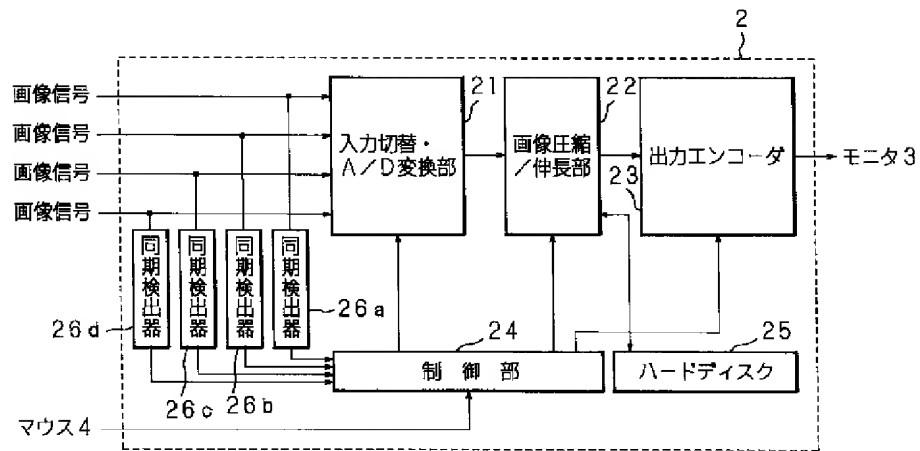 2
画像信号
画像信号
画像信号
画像信号
21
入力切替・
A/D変換部
22
画像圧縮
/伸長部
23
出力エンコーダ
モニタ3
同期検出器
同期検出器
同期検出器
同期検出器
26d
26c
26b
26a
24
制御部
25
ハードディスク
マウス4